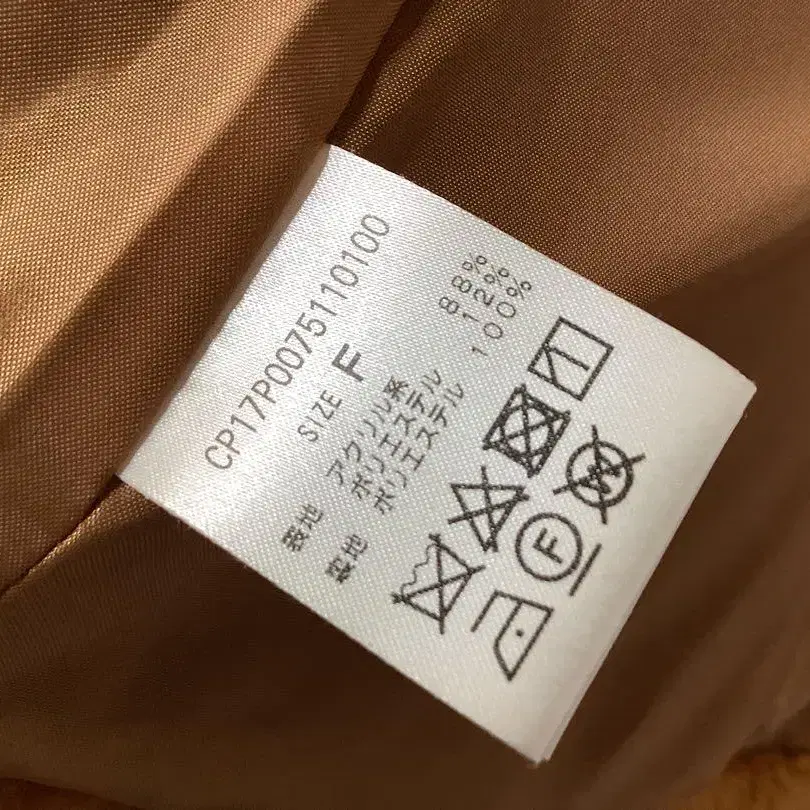 CP17P0075110100
SIZE F
表地 アクリル系 88%
ポリエステル 12%
裏地 ポリエステル 100%
F
W